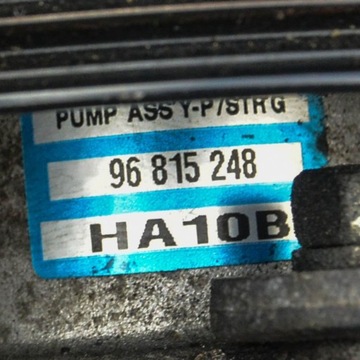 PUMP ASS'Y-P/STRG
96 815 248
HA10B